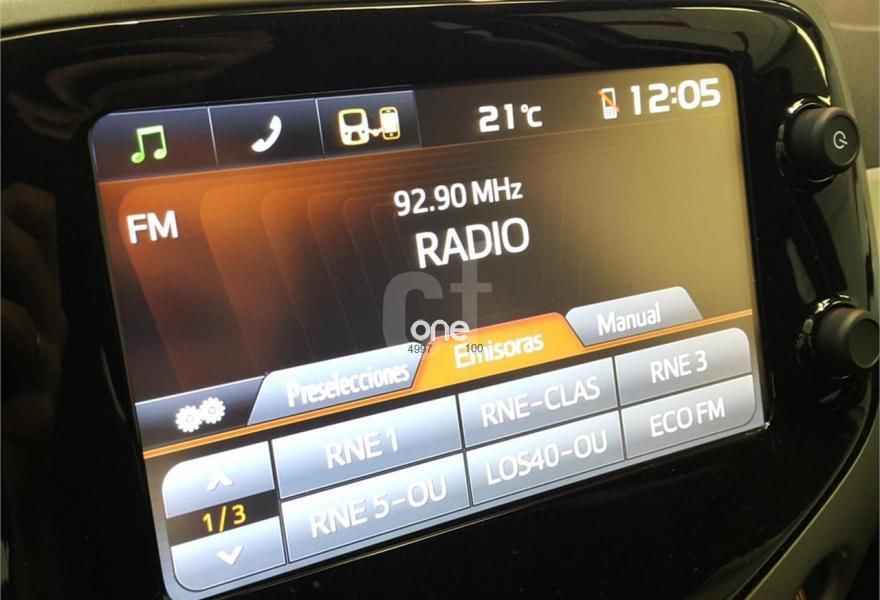 21°C 12:05
FM
92.90 MHz
RADIO
ct
one
4997 100
Preselecciones Emisoras Manual
RNE 1 RNE-CLAS RNE 3
1/3
RNE 5-OU LOS40-OU ECO FM